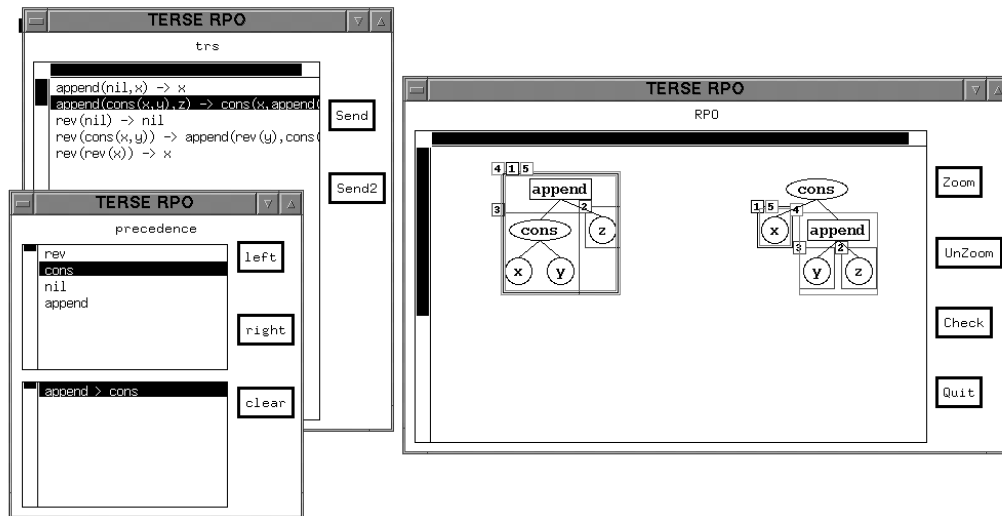 TERSE RPO
trs
append(nil,x) -> x
append(cons(x,y),z) -> cons(x,append(
rev(nil) -> nil
rev(cons(x,y)) -> append(rev(y),cons(
rev(rev(x)) -> x
Send
Send2
TERSE RPO
precedence
rev
cons
nil
append
left
right
append > cons
clear
TERSE RPO
RPO
4 1 5
append
3
2
cons
z
x y
cons
1 5 4
x
append
3
2
y z
Zoom
UnZoom
Check
Quit